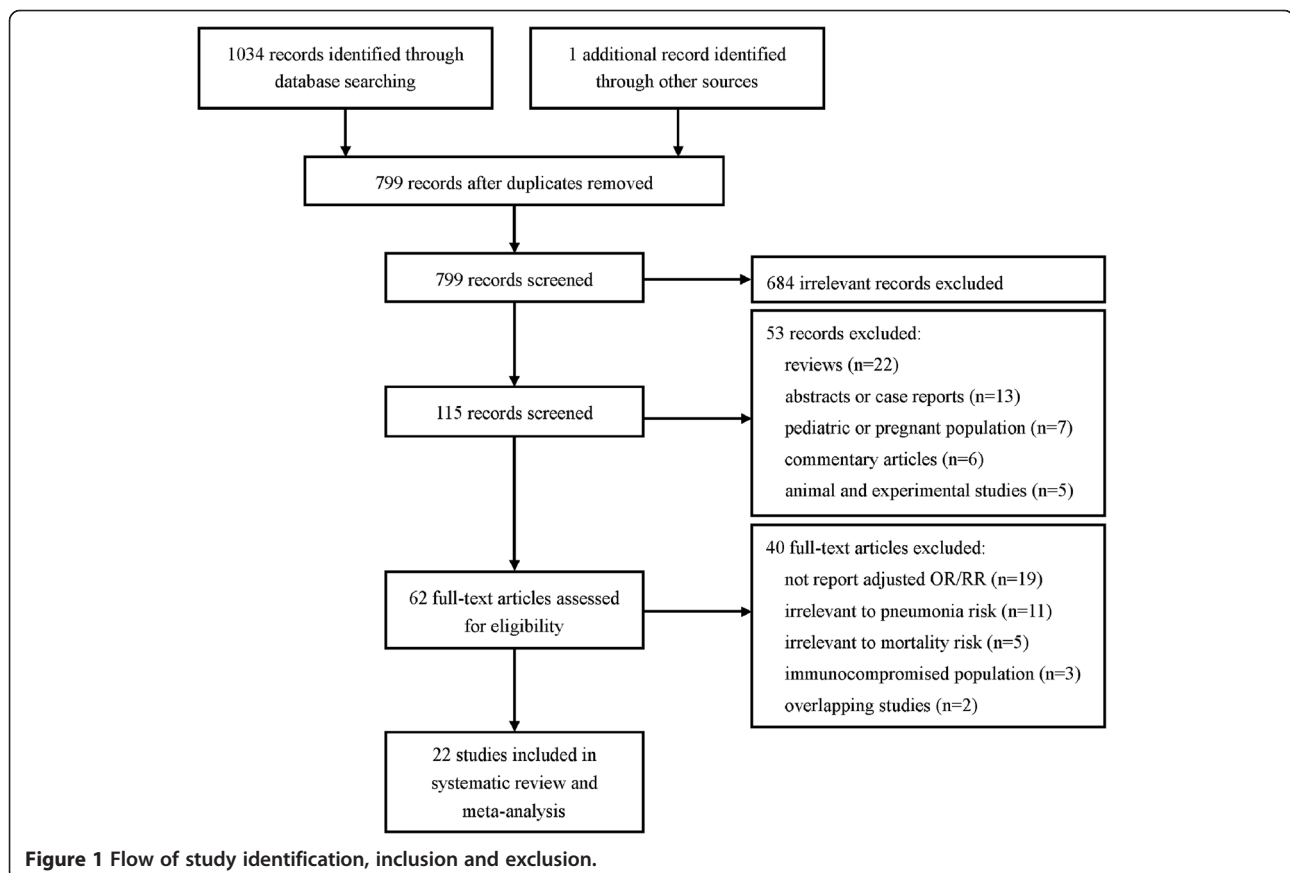 1034 records identified through
database searching
1 additional record identified
through other sources
799 records after duplicates removed
799 records screened
684 irrelevant records excluded
53 records excluded:
reviews (n=22)
abstracts or case reports (n=13)
pediatric or pregnant population (n=7)
commentary articles (n=6)
animal and experimental studies (n=5)
115 records screened
40 full-text articles excluded:
not report adjusted OR/RR (n=19)
irrelevant to pneumonia risk (n=11)
irrelevant to mortality risk (n=5)
immunocompromised population (n=3)
overlapping studies (n=2)
62 full-text articles assessed
for eligibility
22 studies included in
systematic review and
meta-analysis
Figure 1 Flow of study identification, inclusion and exclusion.